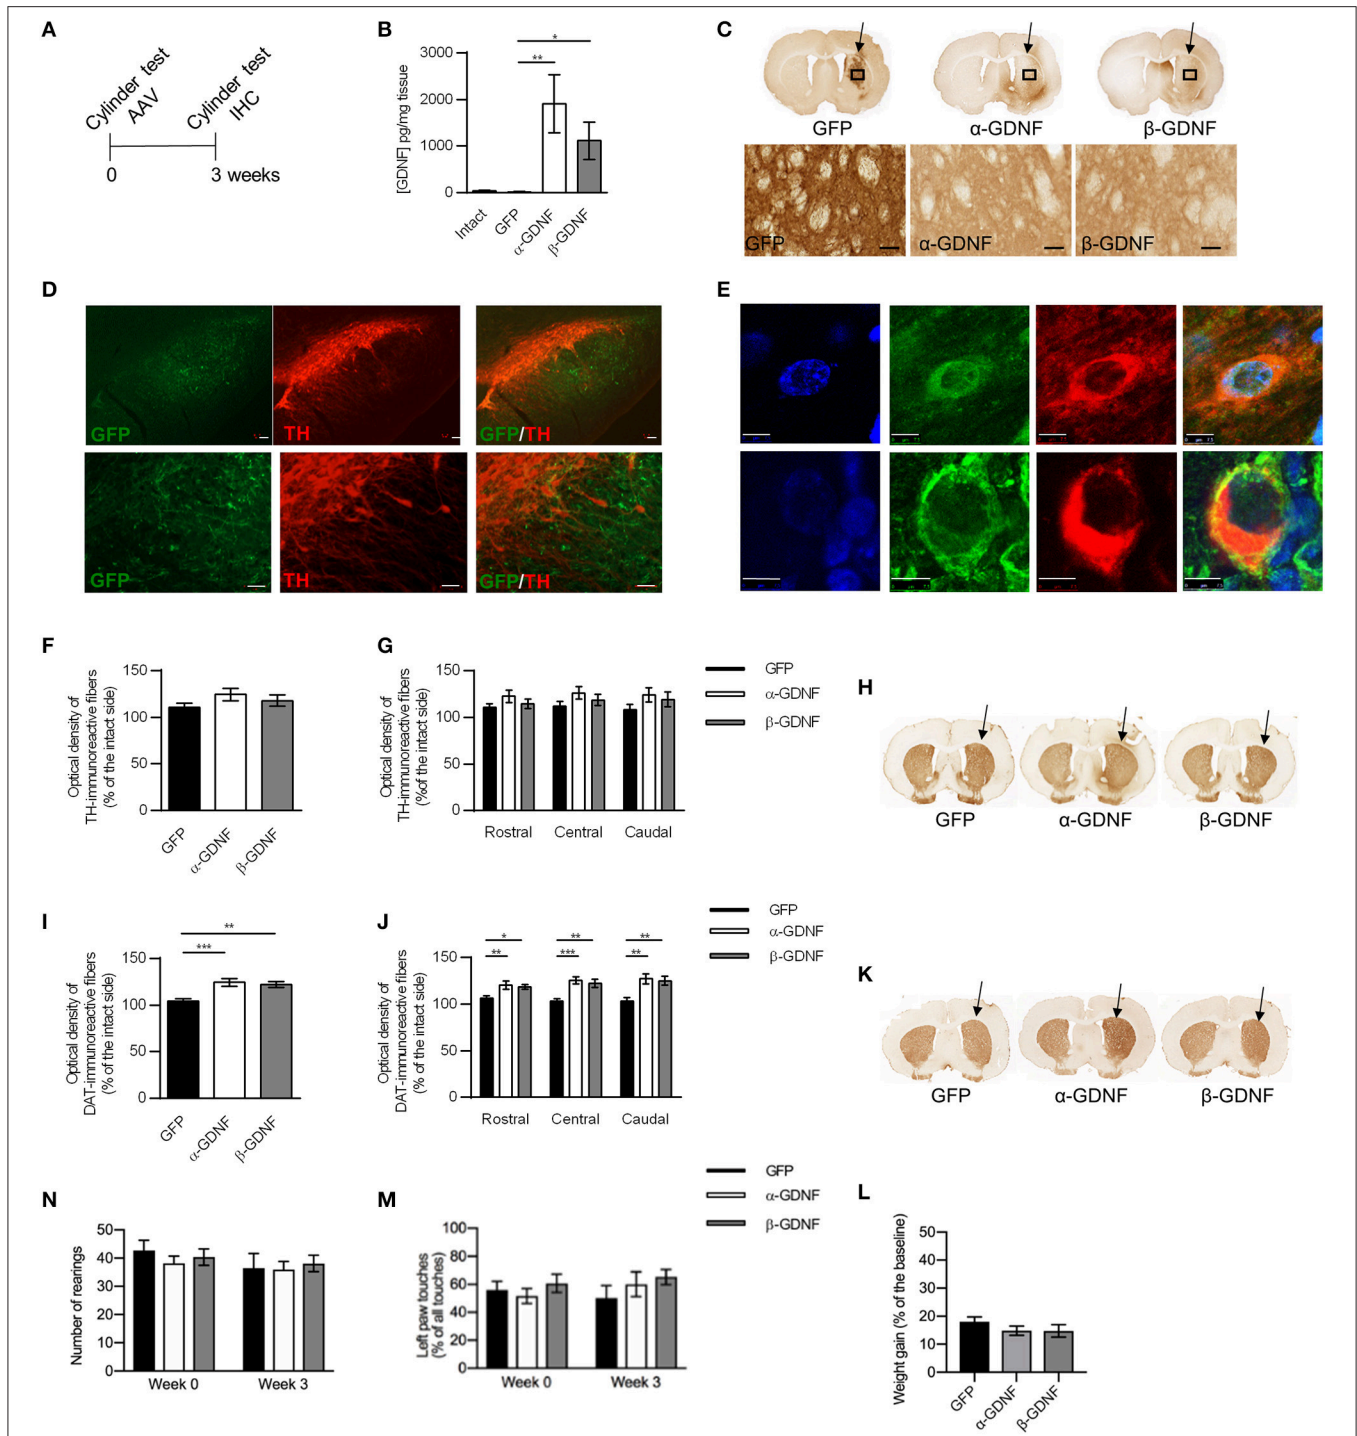 A
Cylinder test
AAV
Cylinder test
IHC
0
3 weeks
B
[GDNF] pg/mg tissue
3000
2000
1000
0
*
**
Intact
GFP
α-GDNF
β-GDNF
C
GFP
α-GDNF
β-GDNF
GFP
α-GDNF
β-GDNF
D
GFP
TH
GFP/TH
GFP
TH
GFP/TH
E
F
Optical density of
TH-immunoreactive fibers
(% of the intact side)
150
100
50
0
GFP
α-GDNF
β-GDNF
G
Optical density of
TH-immunoreactive fibers
(%of the intact side)
150
100
50
0
Rostral
Central
Caudal
GFP
α-GDNF
β-GDNF
H
GFP
α-GDNF
β-GDNF
I
Optical density of
DAT-immunoreactive fibers
(% of the intact side)
150
100
50
0
**
***
GFP
α-GDNF
β-GDNF
J
Optical density of
DAT-immunoreactive fibers
(% of the intact side)
150
100
50
0
*
**
**
***
**
**
Rostral
Central
Caudal
GFP
α-GDNF
β-GDNF
K
GFP
α-GDNF
β-GDNF
N
Number of rearings
50
40
30
20
10
0
Week 0
Week 3
M
Left paw touches
(% of all touches)
100
80
60
40
20
0
Week 0
Week 3
GFP
α-GDNF
β-GDNF
L
Weight gain (% of the baseline)
50
40
30
20
10
0
GFP
α-GDNF
β-GDNF